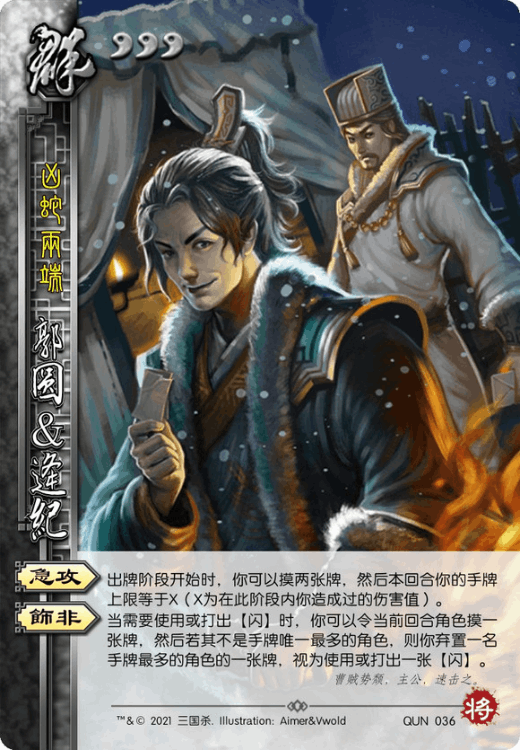 群
凶蛇兩端
郭圆&逢紀
急攻
出牌阶段开始时，你可以摸两张牌，然后本回合你的手牌
上限等于X（X为在此阶段内你造成过的伤害值）。
飾非
当需要使用或打出【闪】时，你可以令当前回合角色摸一
张牌，然后若其不是手牌唯一最多的角色，则你弃置一名
手牌最多的角色的一张牌，视为使用或打出一张【闪】。
曹贼势颓，主公，速击之。
™&© 2021 三国杀. Illustration: Aimer&Vwold
QUN 036
将